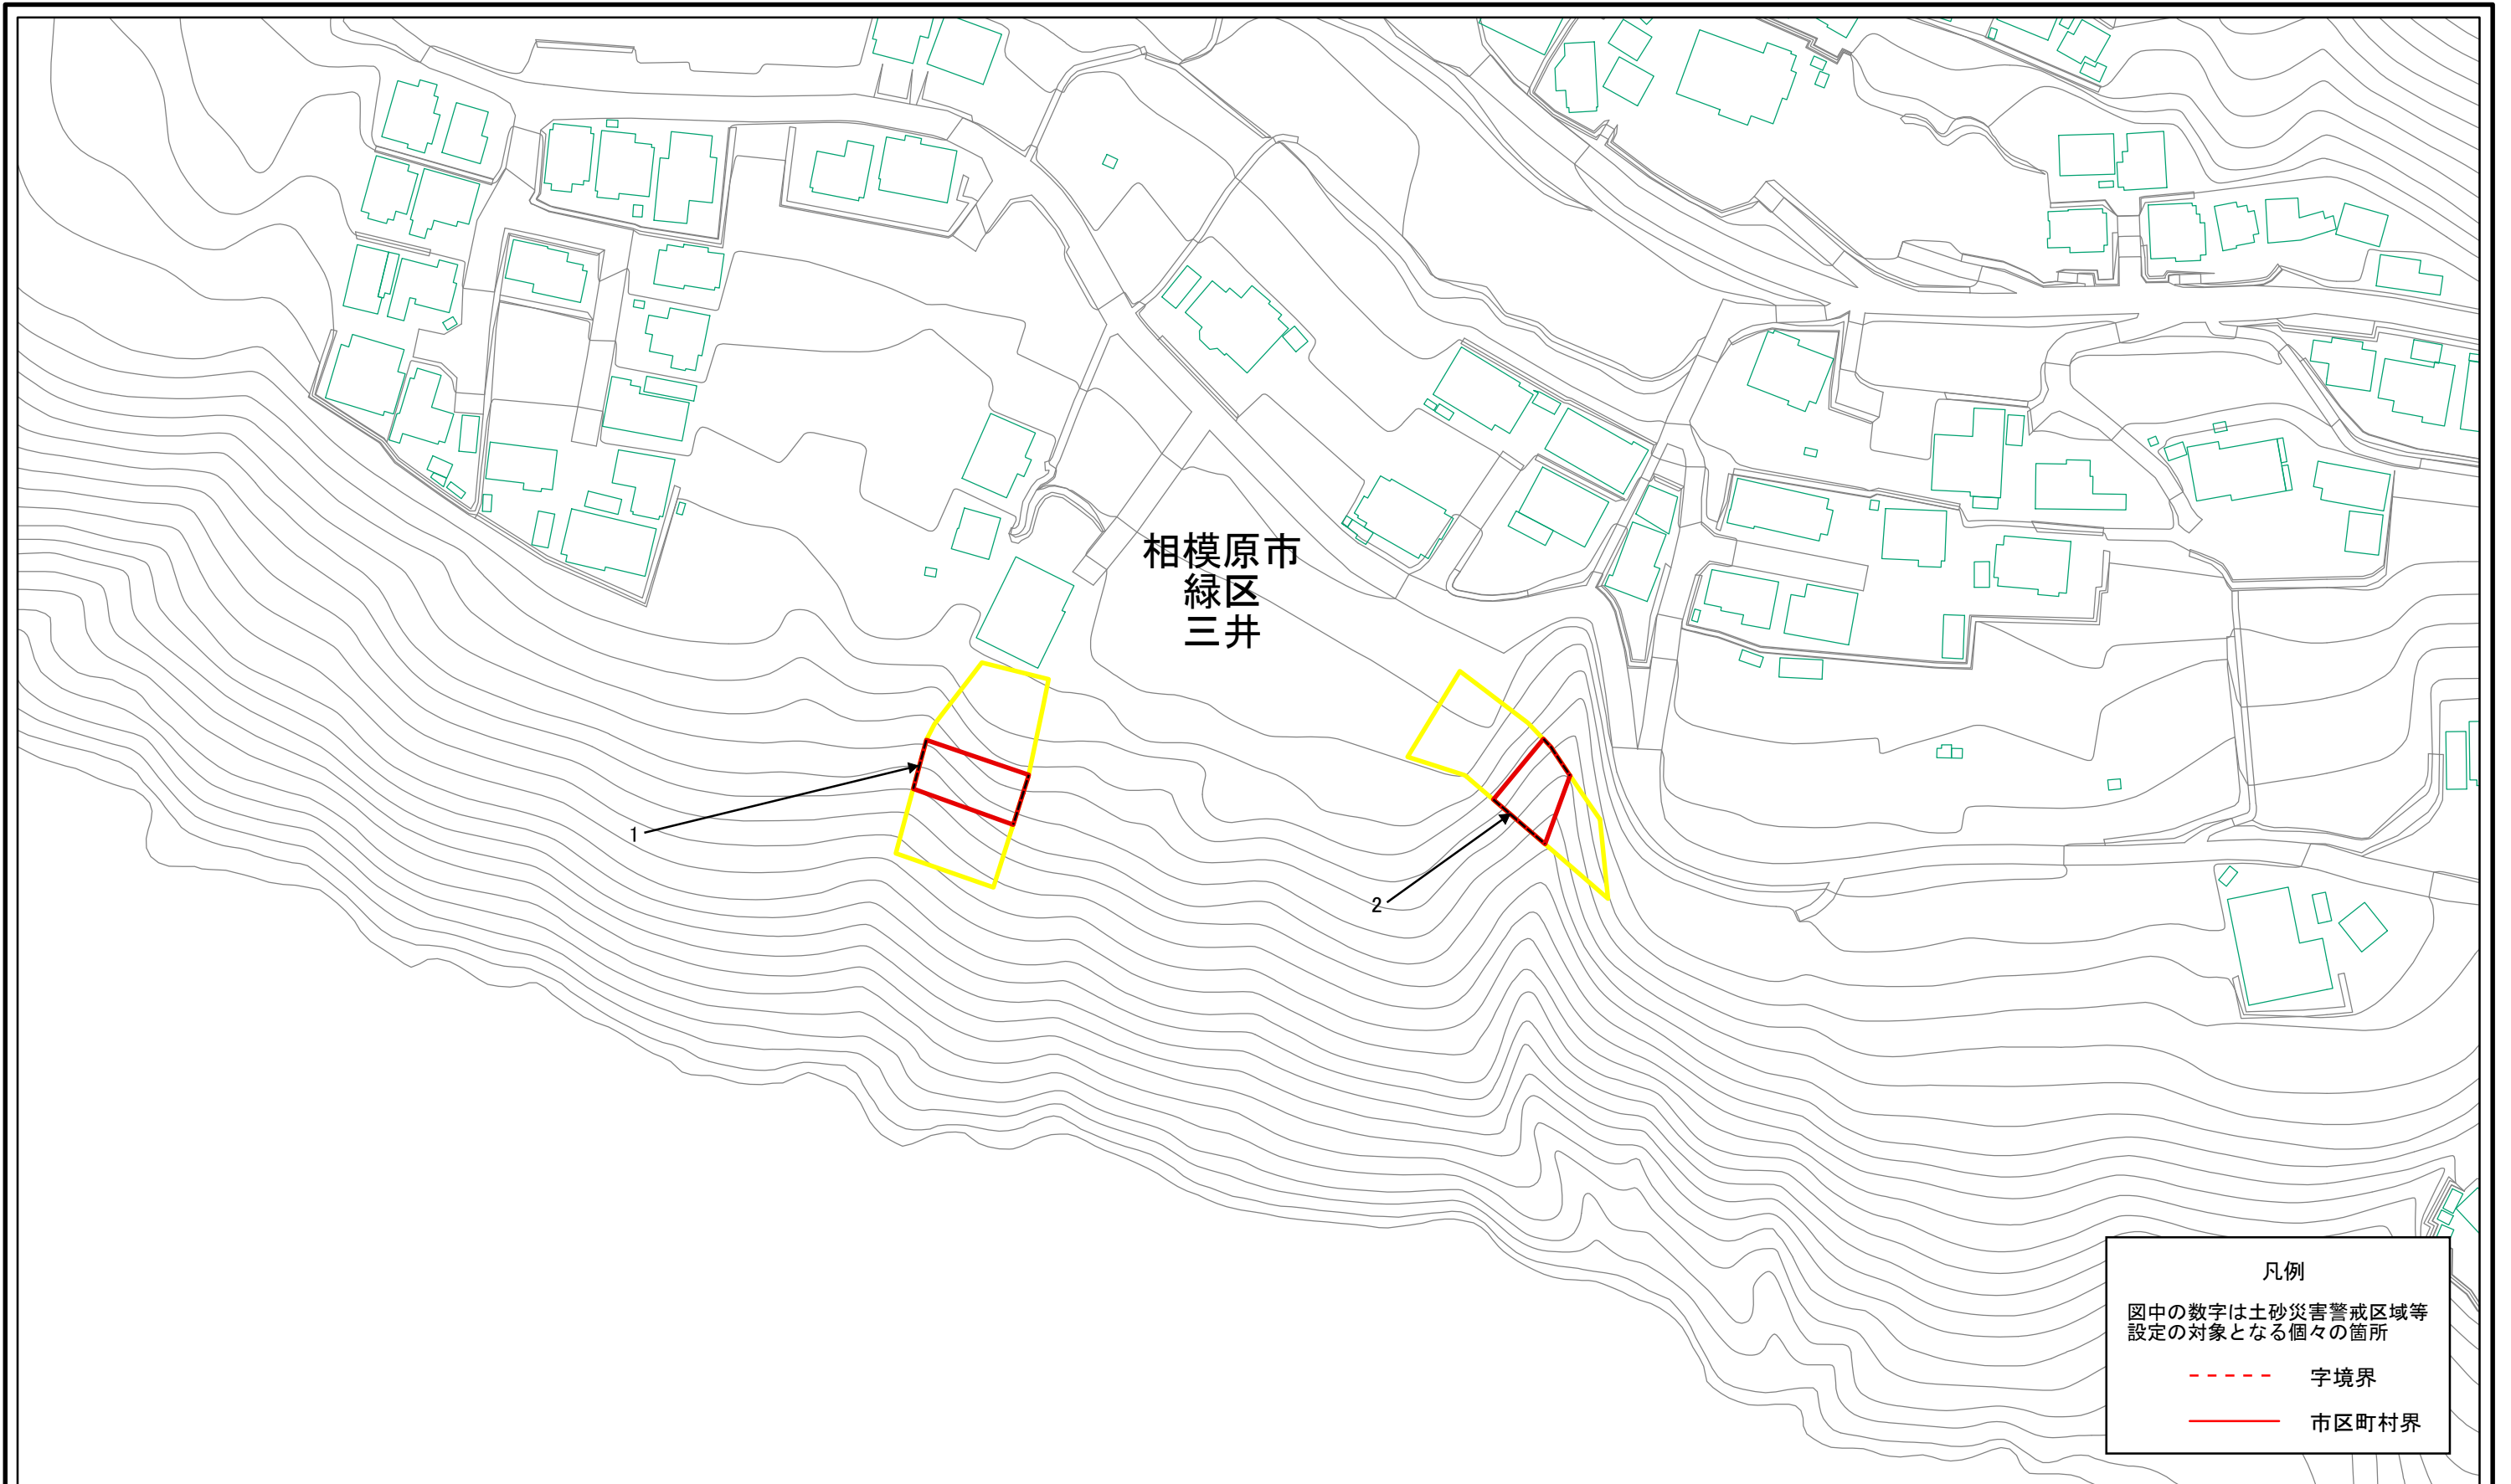 相模原市
緑区
三井
1
2
凡例
図中の数字は土砂災害警戒区域等
設定の対象となる個々の箇所
字境界
市区町村界